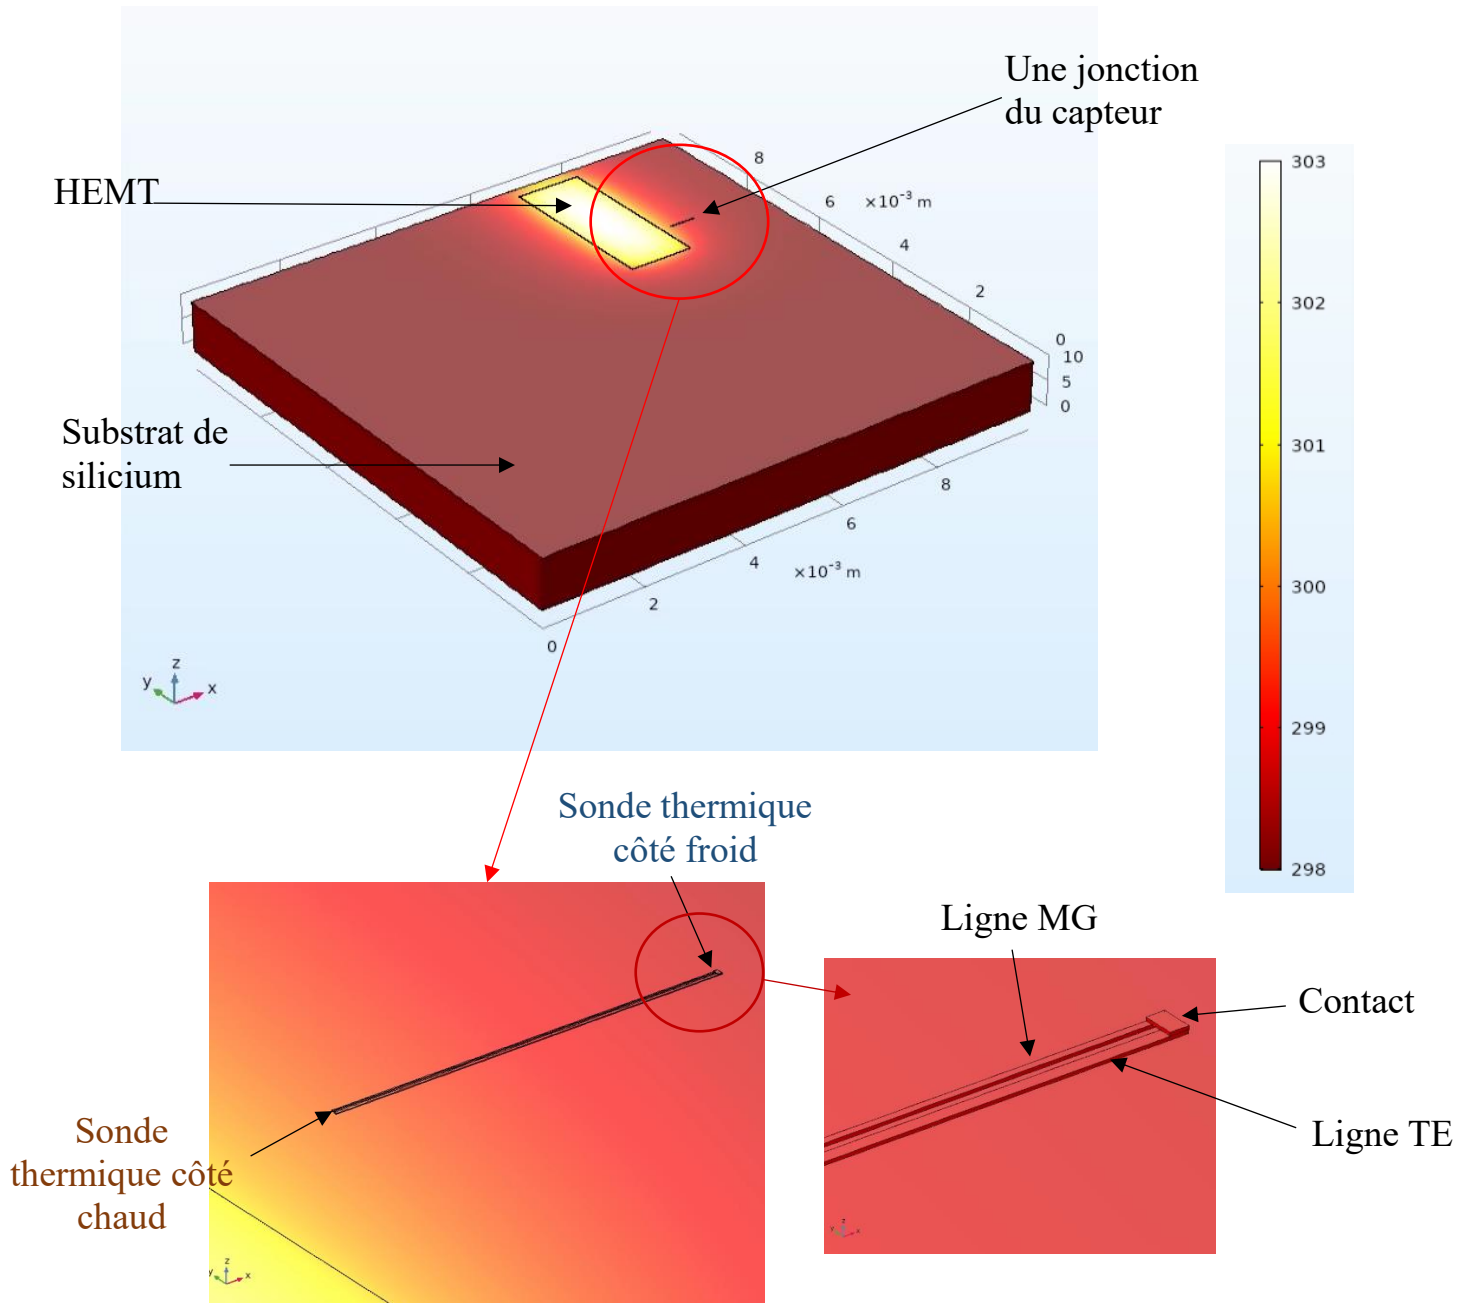 Une jonction
du capteur
HEMT
8
6
×10⁻³ m
4
2
0
10
5
0
Substrat de
silicium
8
6
4
×10⁻³ m
2
0
z
y
x
303
302
301
300
299
298
Sonde thermique
côté froid
Ligne MG
Contact
Ligne TE
Sonde
thermique côté
chaud
z
y
x
z
y
x